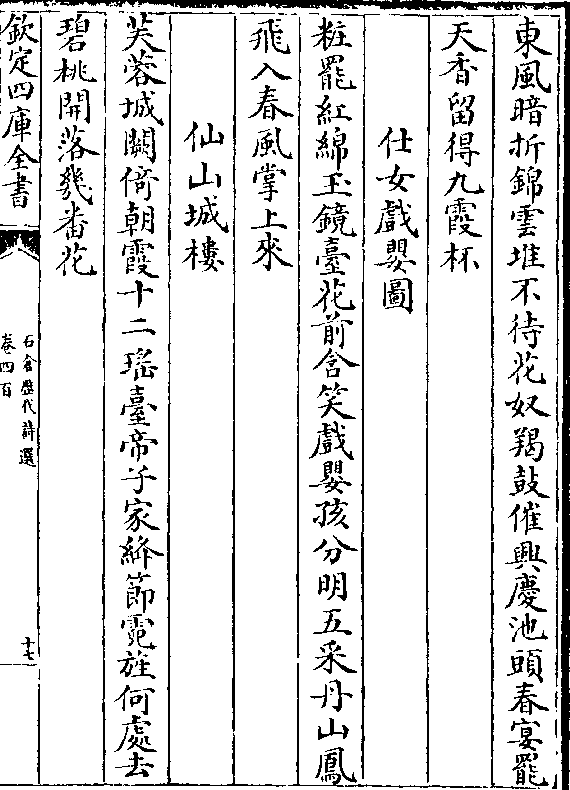 東風暗折錦雲堆不待花奴羯鼓催興慶池頭春宴罷
天香留得九霞杯
仕女戲嬰圖
粧罷紅綿玉鏡臺花前含笑戲嬰孩分明五采丹山鳳
飛入春風掌上來
仙山城樓
芙蓉城闕倚朝霞十二瑤臺帝子家絳節霓旌何處去
碧桃開落幾番花
欽定四庫全書
石倉歷代詩選
卷四百
十七